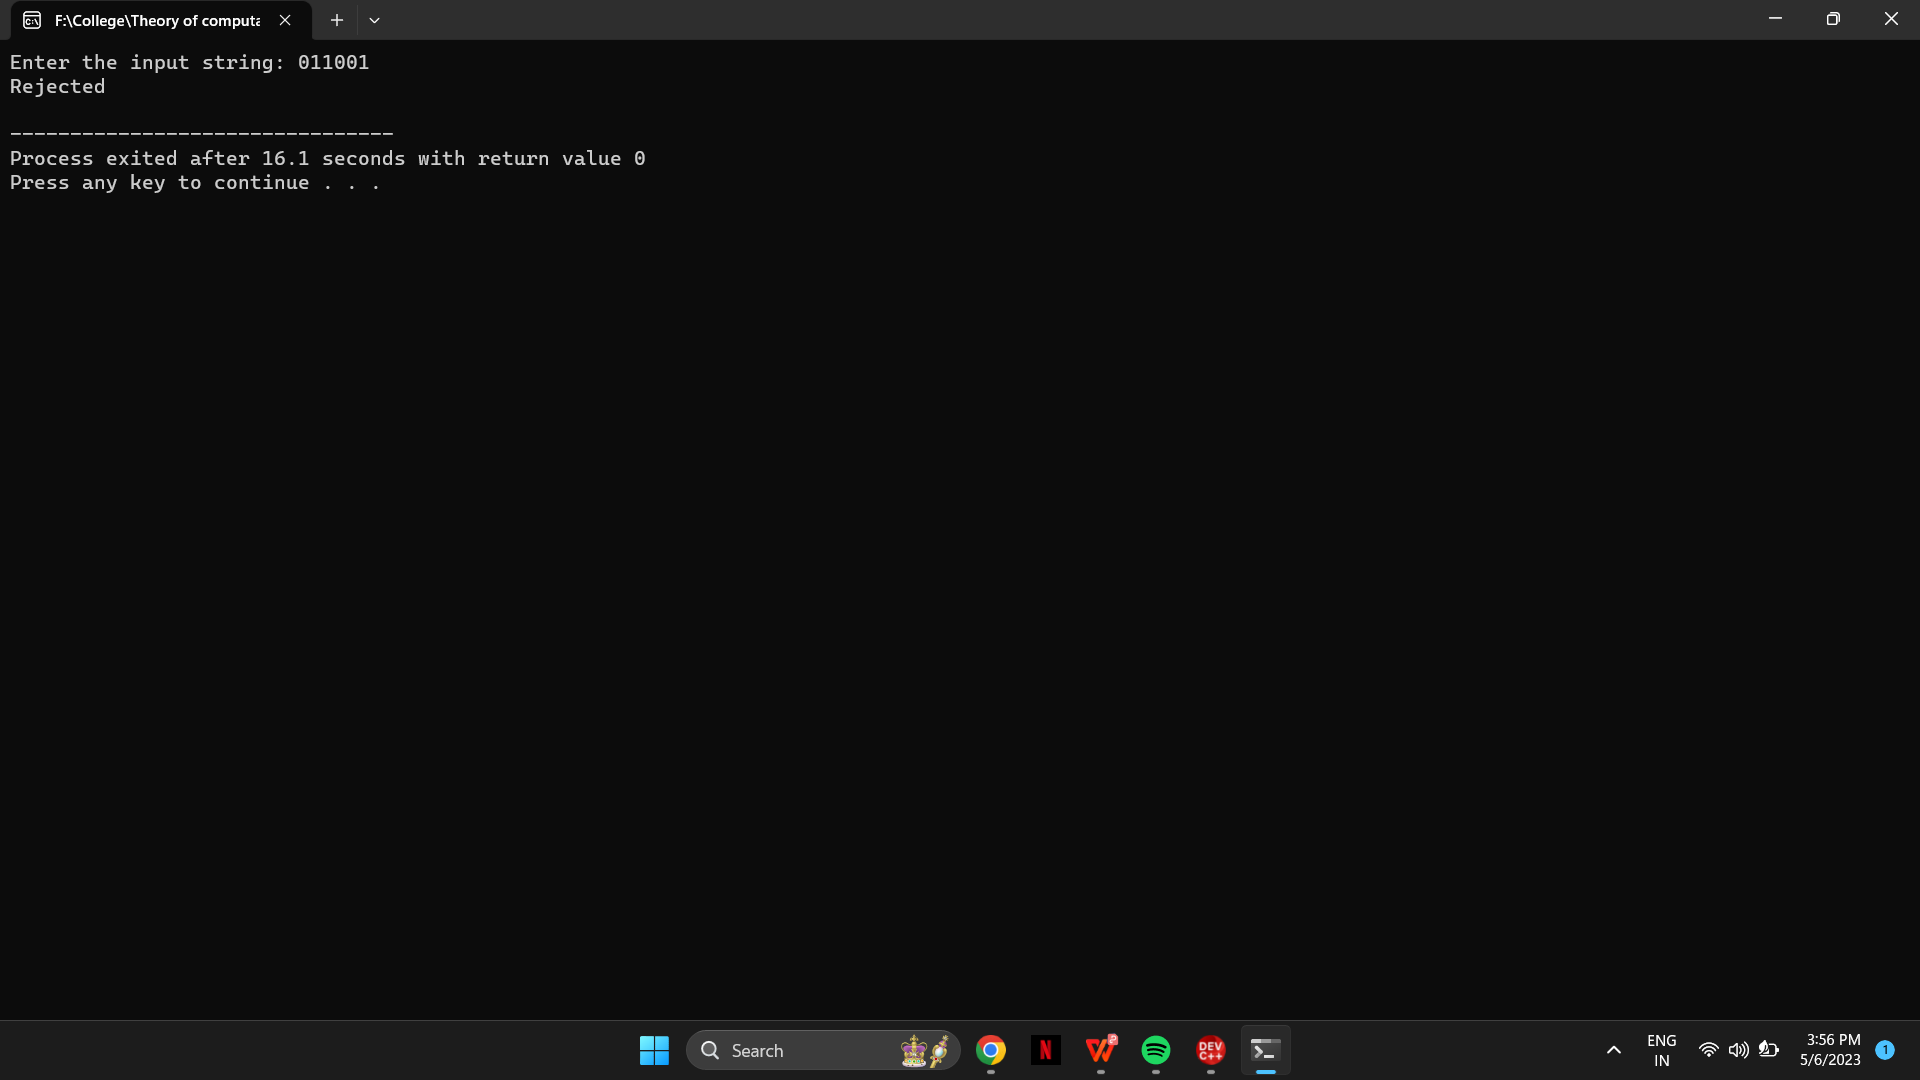 F:\College\Theory of computa
Enter the input string: 011001
Rejected
--------------------------------
Process exited after 16.1 seconds with return value 0
Press any key to continue . . .
Search
DEV
C++
ENG
IN
3:56 PM
5/6/2023
1